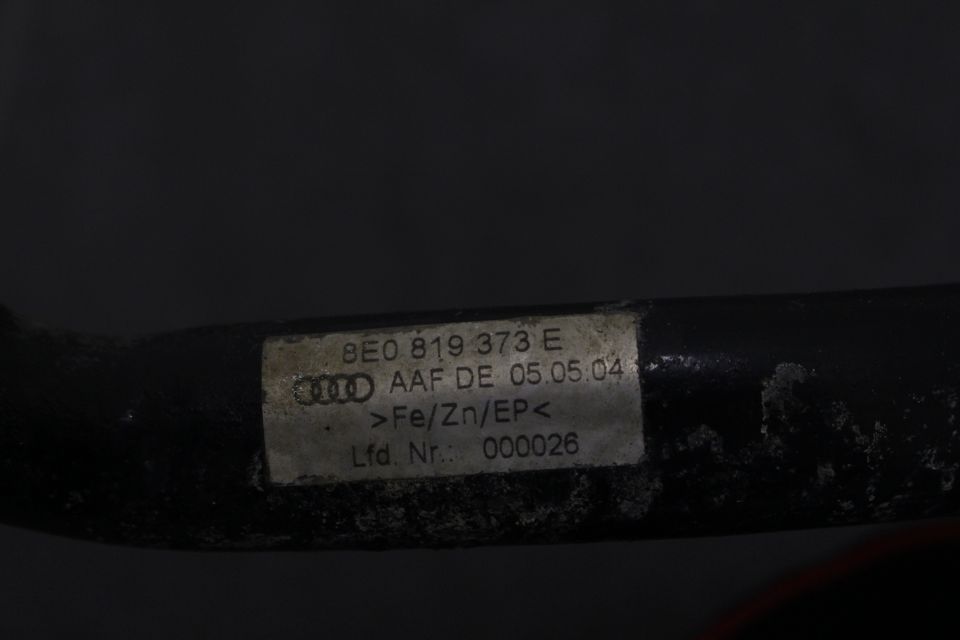 8E0 819 373 E
AAF DE 05.05.04
>Fe/Zn/EP<
Lfd. Nr.: 000026